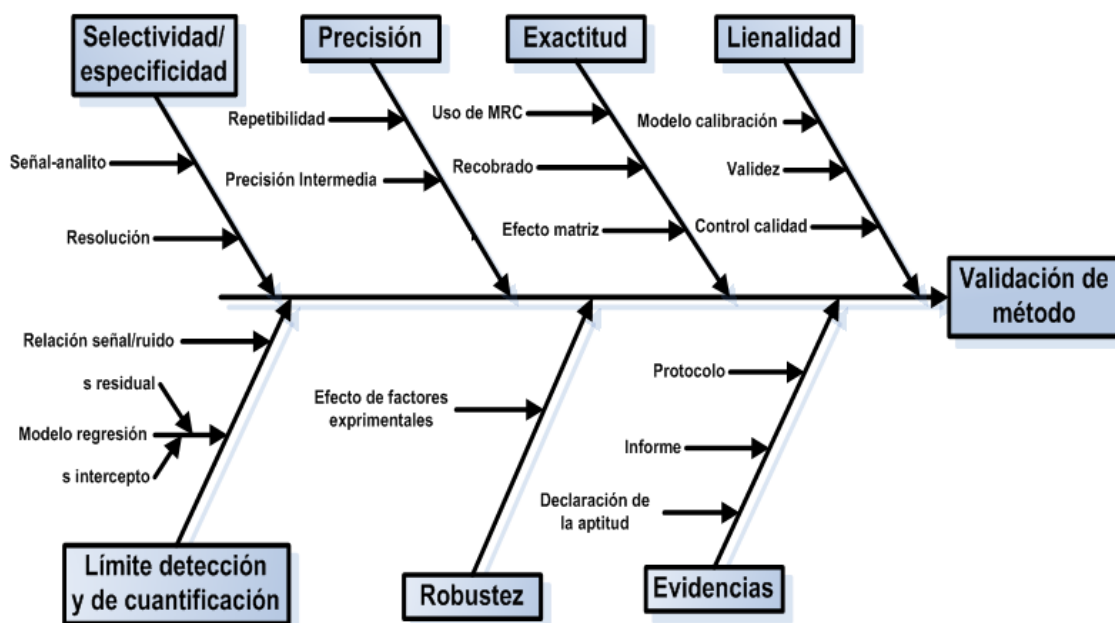 Selectividad/
especificidad
Precisión
Exactitud
Lienalidad
Señal-analito
Resolución
Repetibilidad
Precisión Intermedia
Uso de MRC
Recobrado
Efecto matriz
Modelo calibración
Validez
Control calidad
Validación de
método
Relación señal/ruido
s residual
Modelo regresión
s intercepto
Efecto de factores
exprimentales
Protocolo
Informe
Declaración de
la aptitud
Límite detección
y de cuantificación
Robustez
Evidencias